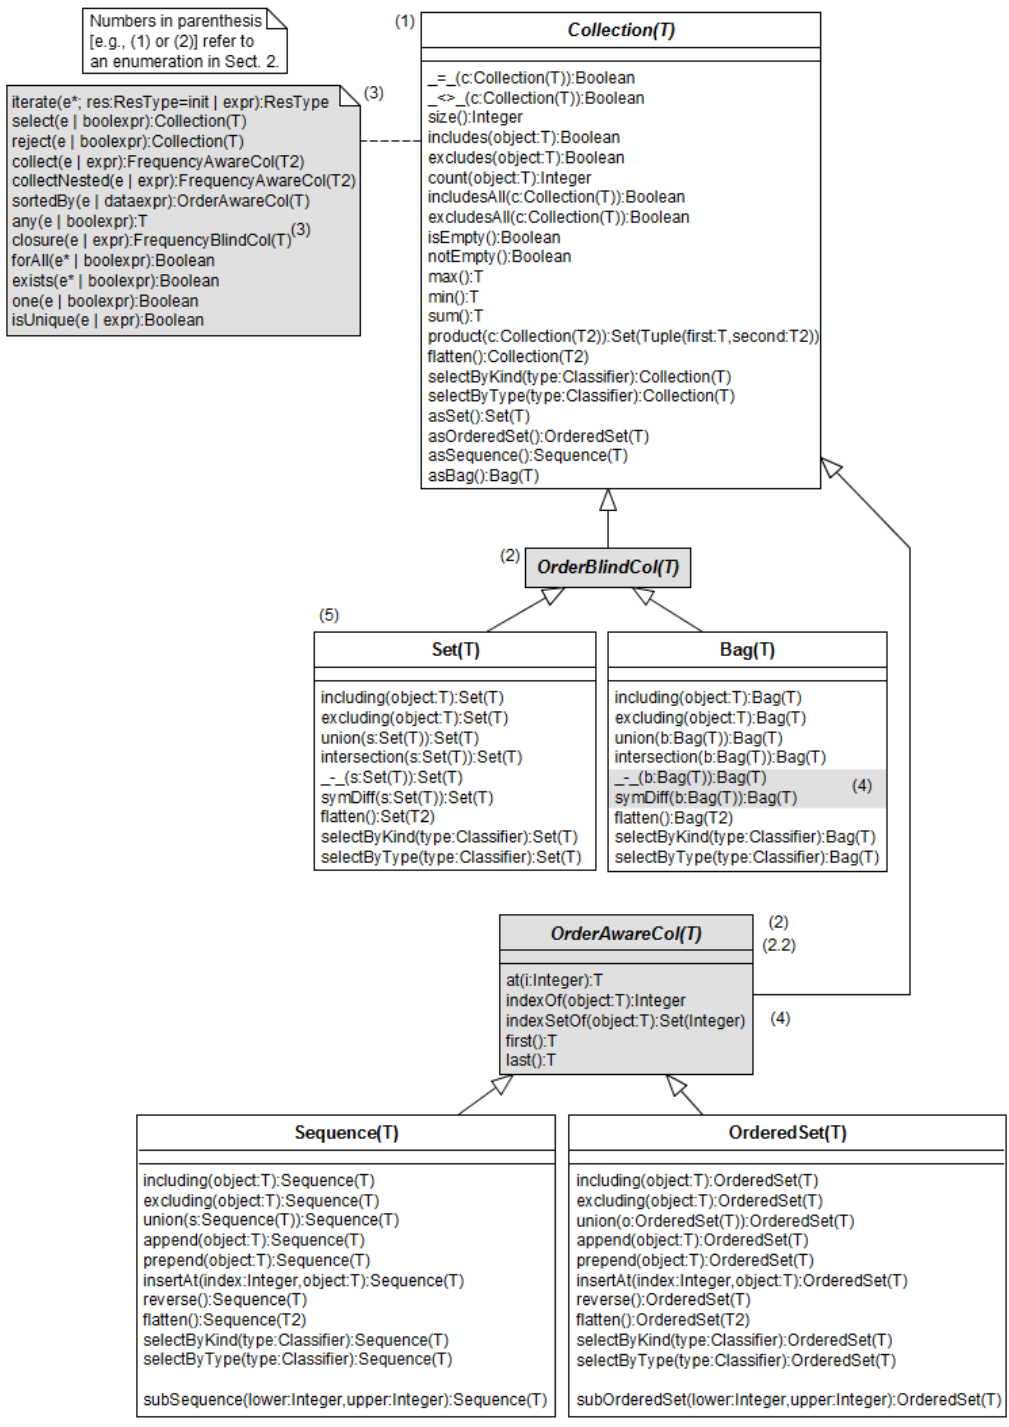 Numbers in parenthesis
[e.g., (1) or (2)] refer to
an enumeration in Sect. 2.
(1)
Collection(T)
_=_(c:Collection(T)):Boolean
_<>_(c:Collection(T)):Boolean
size():Integer
includes(object:T):Boolean
excludes(object:T):Boolean
count(object:T):Integer
includesAll(c:Collection(T)):Boolean
excludesAll(c:Collection(T)):Boolean
isEmpty():Boolean
notEmpty():Boolean
max():T
min():T
sum():T
product(c:Collection(T2)):Set(Tuple(first:T,second:T2))
flatten():Collection(T2)
selectByKind(type:Classifier):Collection(T)
selectByType(type:Classifier):Collection(T)
asSet():Set(T)
asOrderedSet():OrderedSet(T)
asSequence():Sequence(T)
asBag():Bag(T)
(3)
iterate(e*; res:ResType=init | expr):ResType
select(e | boolexpr):Collection(T)
reject(e | boolexpr):Collection(T)
collect(e | expr):FrequencyAwareCol(T2)
collectNested(e | expr):FrequencyAwareCol(T2)
sortedBy(e | dataexpr):OrderAwareCol(T)
any(e | boolexpr):T
closure(e | expr):FrequencyBlindCol(T) (3)
forAll(e* | boolexpr):Boolean
exists(e* | boolexpr):Boolean
one(e | boolexpr):Boolean
isUnique(e | expr):Boolean
(2)
OrderBlindCol(T)
(5)
Set(T)
including(object:T):Set(T)
excluding(object:T):Set(T)
union(s:Set(T)):Set(T)
intersection(s:Set(T)):Set(T)
_-_(s:Set(T)):Set(T)
symDiff(s:Set(T)):Set(T)
flatten():Set(T2)
selectByKind(type:Classifier):Set(T)
selectByType(type:Classifier):Set(T)
Bag(T)
including(object:T):Bag(T)
excluding(object:T):Bag(T)
union(b:Bag(T)):Bag(T)
intersection(b:Bag(T)):Bag(T)
_-_(b:Bag(T)):Bag(T)
(4)
symDiff(b:Bag(T)):Bag(T)
flatten():Bag(T2)
selectByKind(type:Classifier):Bag(T)
selectByType(type:Classifier):Bag(T)
OrderAwareCol(T)
(2)
(2.2)
at(i:Integer):T
indexOf(object:T):Integer
indexSetOf(object:T):Set(Integer)
(4)
first():T
last():T
Sequence(T)
including(object:T):Sequence(T)
excluding(object:T):Sequence(T)
union(s:Sequence(T)):Sequence(T)
append(object:T):Sequence(T)
prepend(object:T):Sequence(T)
insertAt(index:Integer,object:T):Sequence(T)
reverse():Sequence(T)
flatten():Sequence(T2)
selectByKind(type:Classifier):Sequence(T)
selectByType(type:Classifier):Sequence(T)
subSequence(lower:Integer,upper:Integer):Sequence(T)
OrderedSet(T)
including(object:T):OrderedSet(T)
excluding(object:T):OrderedSet(T)
union(o:OrderedSet(T)):OrderedSet(T)
append(object:T):OrderedSet(T)
prepend(object:T):OrderedSet(T)
insertAt(index:Integer,object:T):OrderedSet(T)
reverse():OrderedSet(T)
flatten():OrderedSet(T2)
selectByKind(type:Classifier):OrderedSet(T)
selectByType(type:Classifier):OrderedSet(T)
subOrderedSet(lower:Integer,upper:Integer):OrderedSet(T)